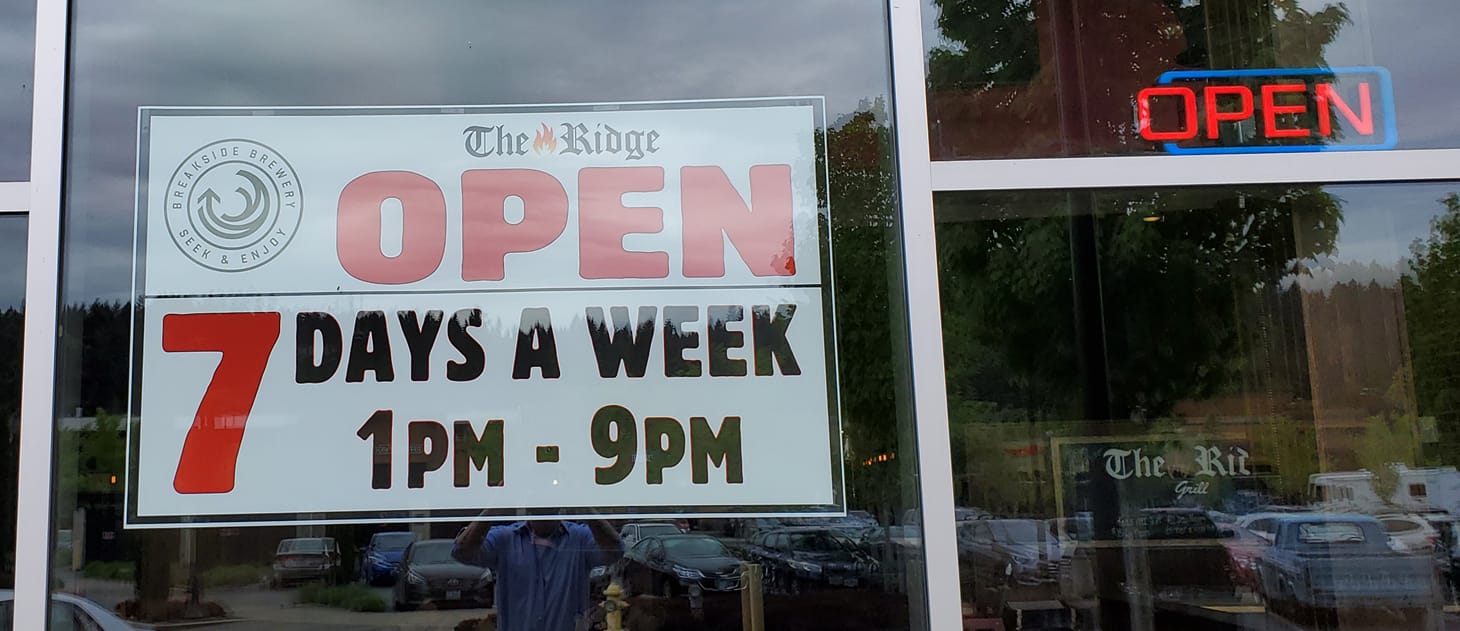 The Ridge
BREAKSIDE BREWERY
SEEK & ENJOY
OPEN
7 DAYS A WEEK
1PM - 9PM
OPEN
The Rid
Grill